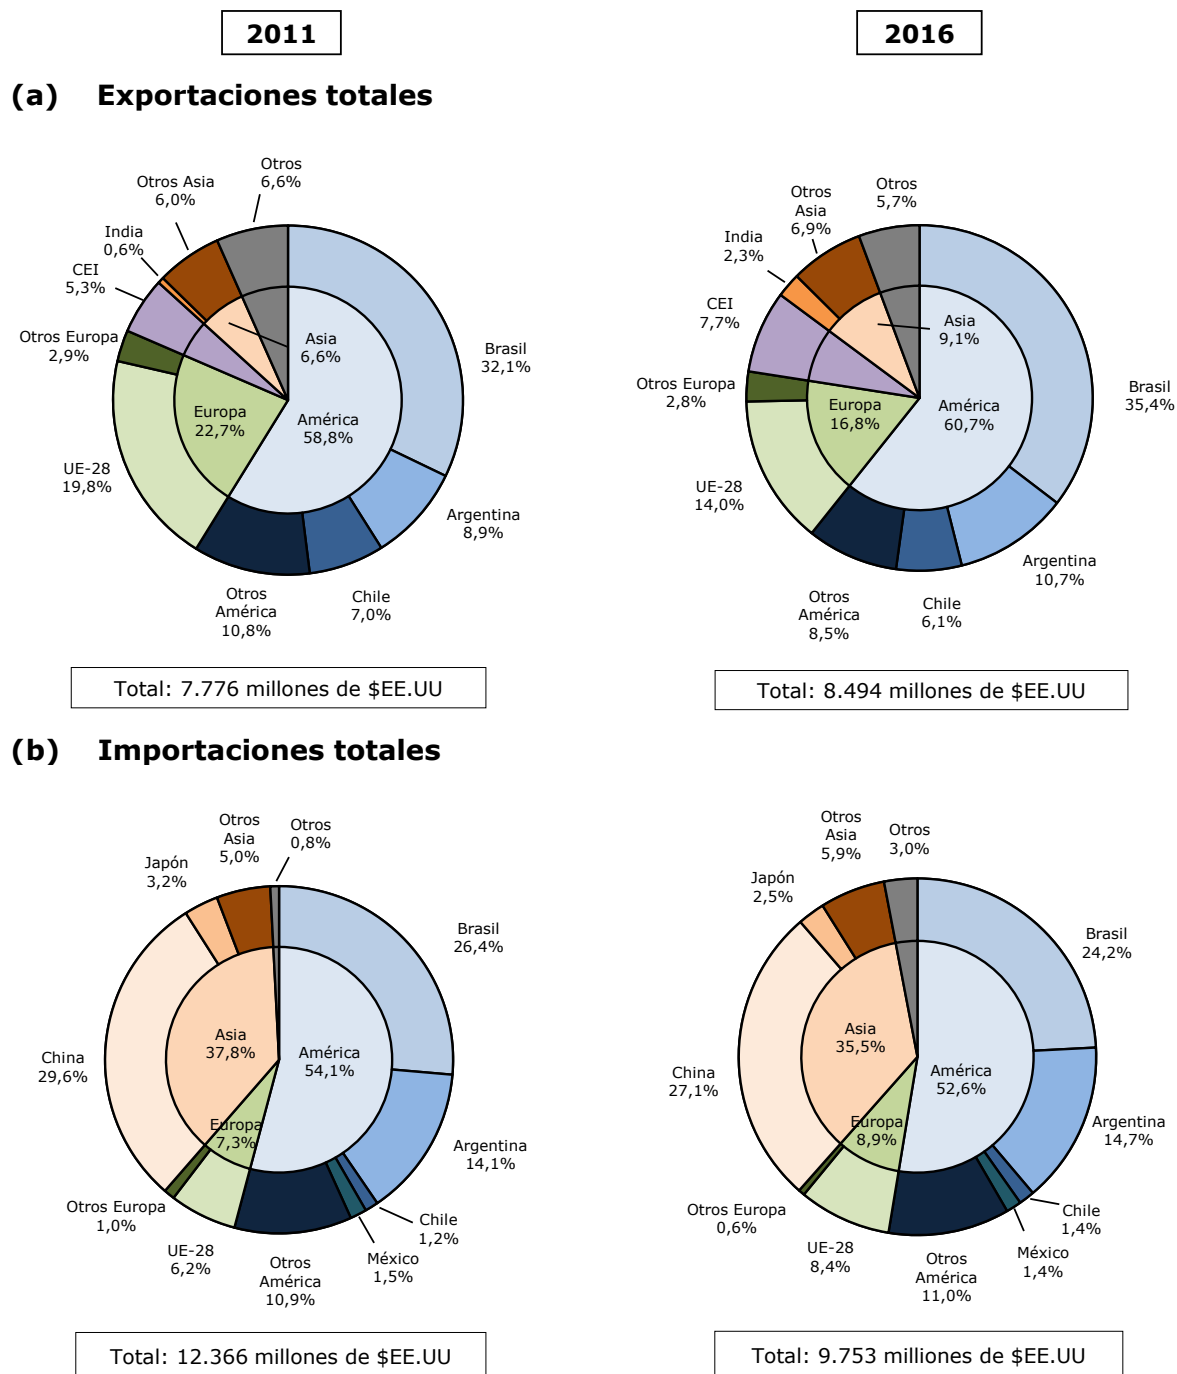 2011
2016
(a) Exportaciones totales
Otros
6,6%
Otros Asia
6,0%
India
0,6%
CEI
5,3%
Otros Europa
2,9%
Asia
6,6%
Brasil
32,1%
Europa
22,7%
América
58,8%
UE-28
19,8%
Argentina
8,9%
Otros
América
10,8%
Chile
7,0%
Total: 7.776 millones de $EE.UU
Otros
5,7%
Otros
Asia
6,9%
India
2,3%
CEI
7,7%
Asia
9,1%
Otros Europa
2,8%
Brasil
35,4%
Europa
16,8%
América
60,7%
UE-28
14,0%
Argentina
10,7%
Otros
América
8,5%
Chile
6,1%
Total: 8.494 millones de $EE.UU
(b) Importaciones totales
Otros
Asia
5,0%
Otros
0,8%
Japón
3,2%
Brasil
26,4%
Asia
37,8%
América
54,1%
China
29,6%
Europa
7,3%
Argentina
14,1%
Otros Europa
1,0%
Chile
1,2%
UE-28
6,2%
México
1,5%
Otros
América
10,9%
Total: 12.366 millones de $EE.UU
Otros
Asia
5,9%
Otros
3,0%
Japón
2,5%
Brasil
24,2%
Asia
35,5%
China
27,1%
América
52,6%
Europa
8,9%
Argentina
14,7%
Otros Europa
0,6%
Chile
1,4%
UE-28
8,4%
México
1,4%
Otros
América
11,0%
Total: 9.753 milliones de $EE.UU